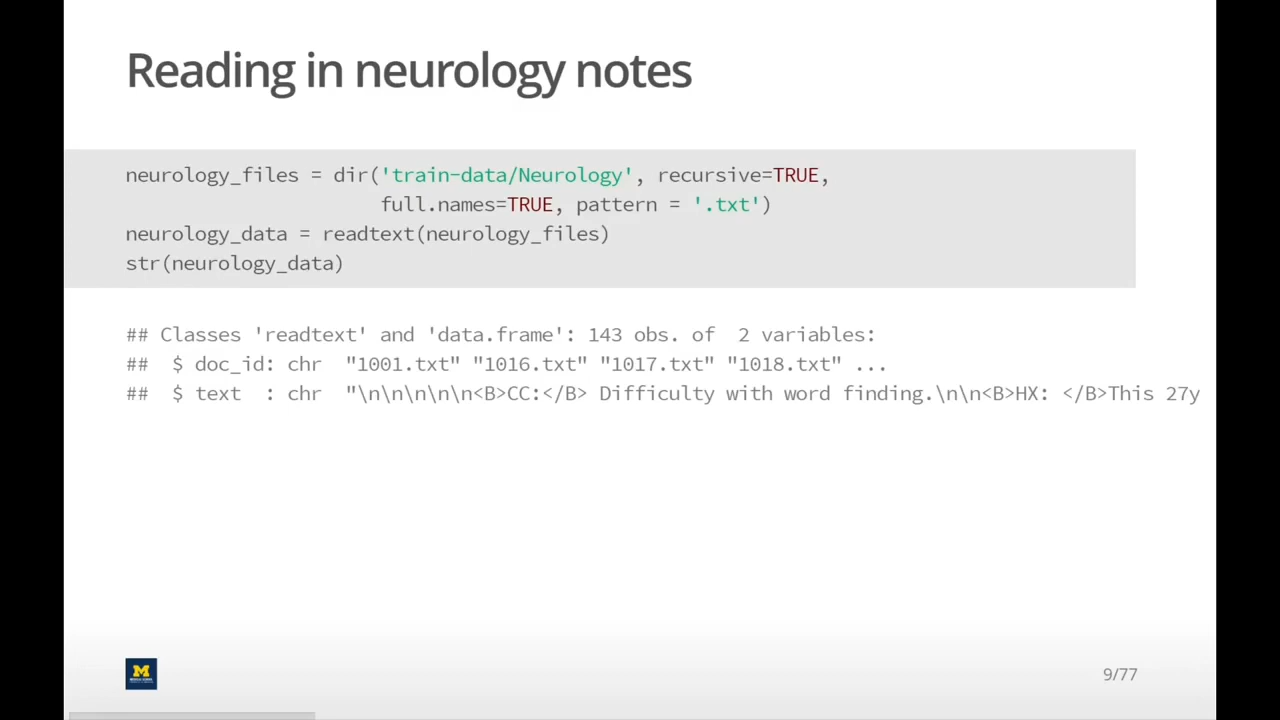 Reading in neurology notes
neurology_files = dir('train-data/Neurology', recursive=TRUE,
full.names=TRUE, pattern = '.txt')
neurology_data = readtext(neurology_files)
str(neurology_data)
## Classes 'readtext' and 'data.frame': 143 obs. of  2 variables:
##  $ doc_id: chr  "1001.txt" "1016.txt" "1017.txt" "1018.txt" ...
##  $ text  : chr  "\n\n\n\n\n<B>CC:</B> Difficulty with word finding.\n\n<B>HX: </B>This 27y
M
9/77